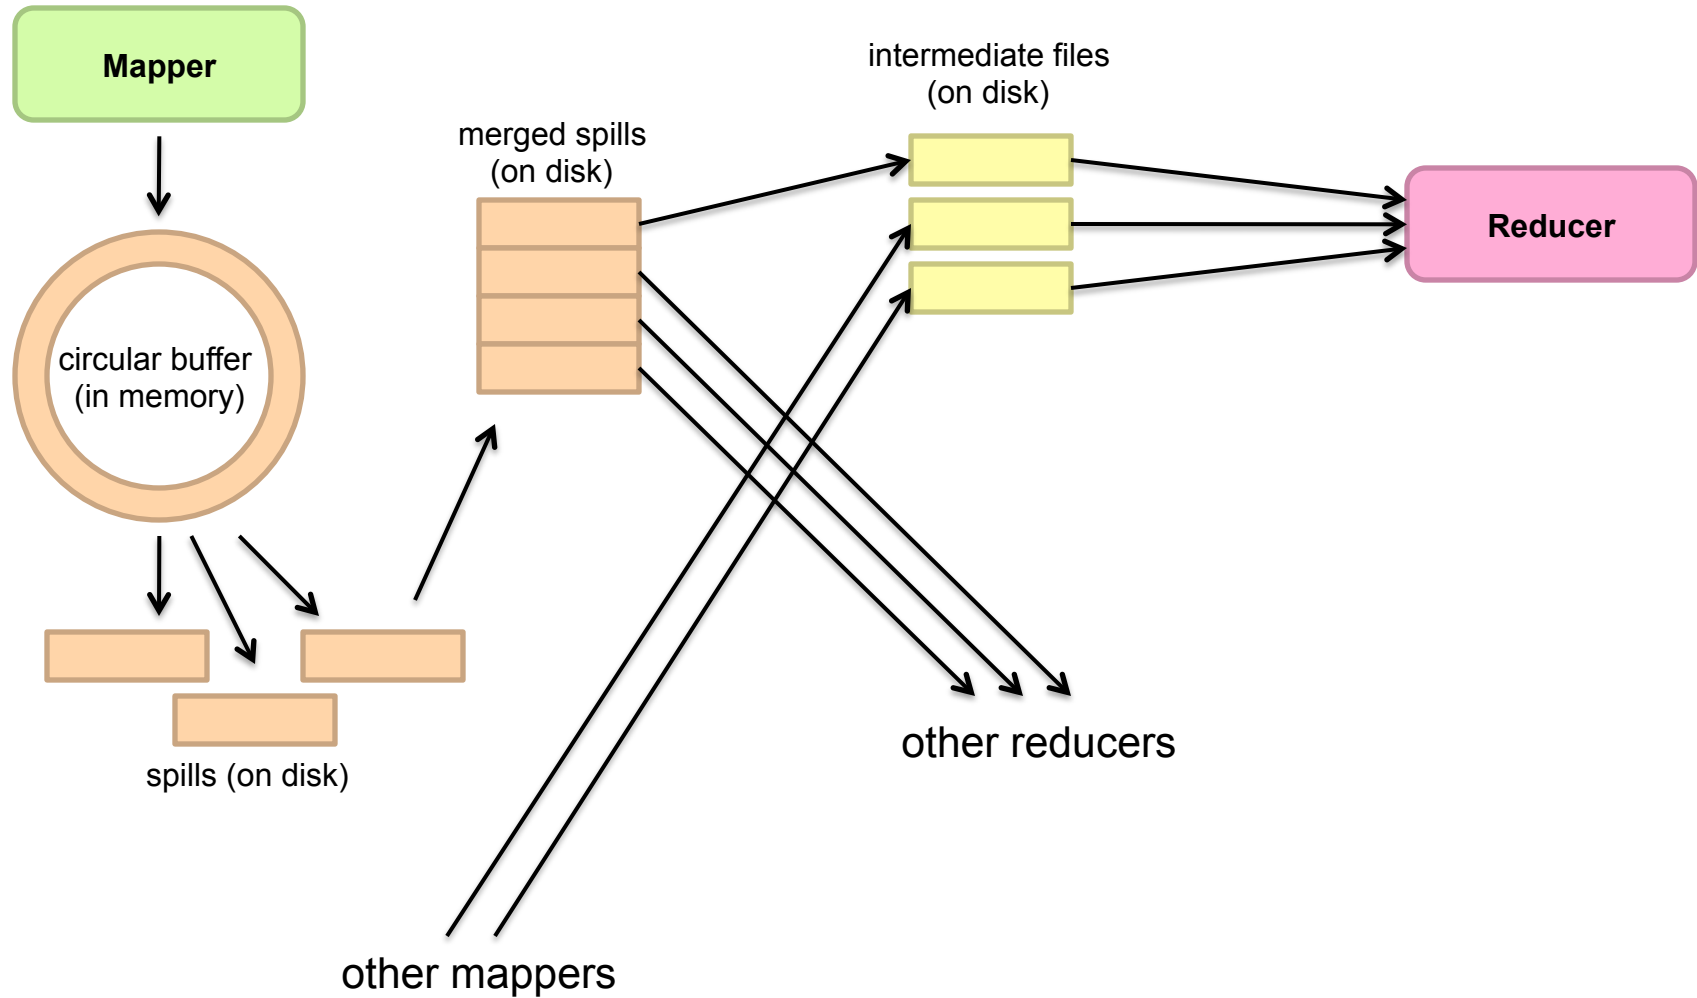 Mapper
circular buffer
(in memory)
spills (on disk)
merged spills
(on disk)
intermediate files
(on disk)
Reducer
other reducers
other mappers